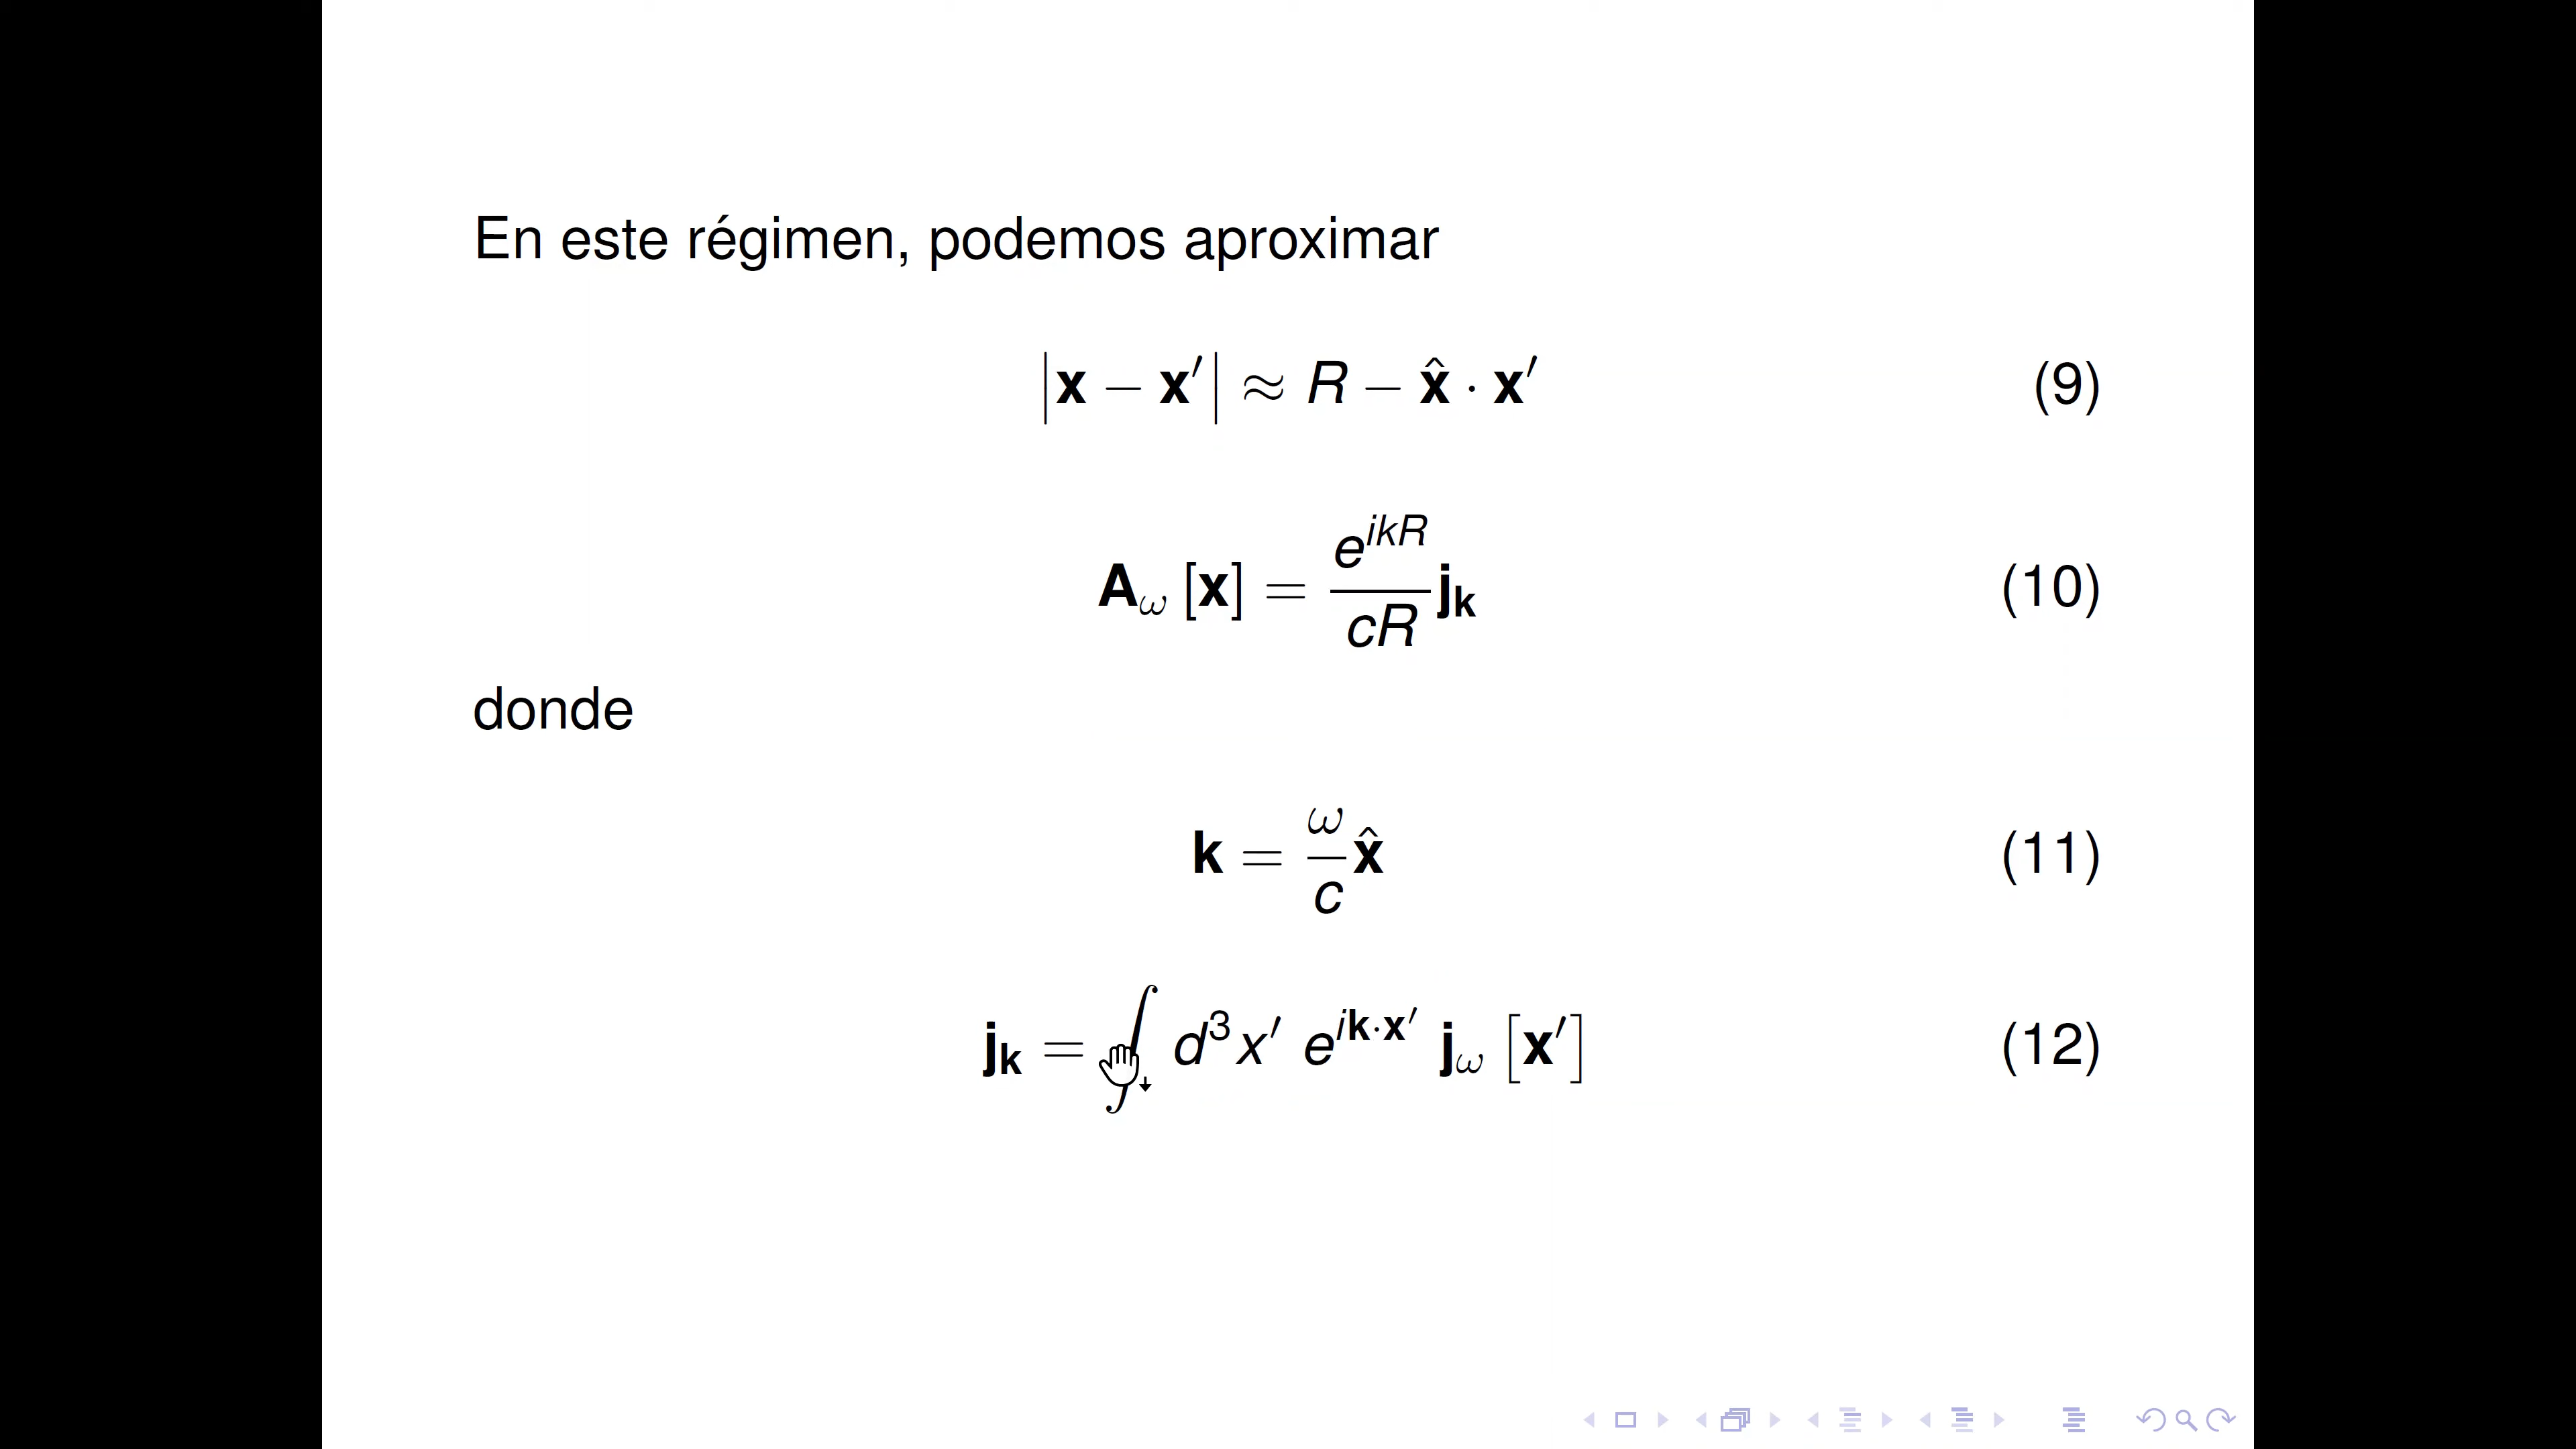 En este régimen, podemos aproximar
|x − x′| ≈ R − x̂ · x′ (9)
A_ω [x] = e^{ikR} / cR j_k (10)
donde
k = ω/c x̂ (11)
j_k = ∫ d³x′ e^{ik·x′} j_ω [x′] (12)